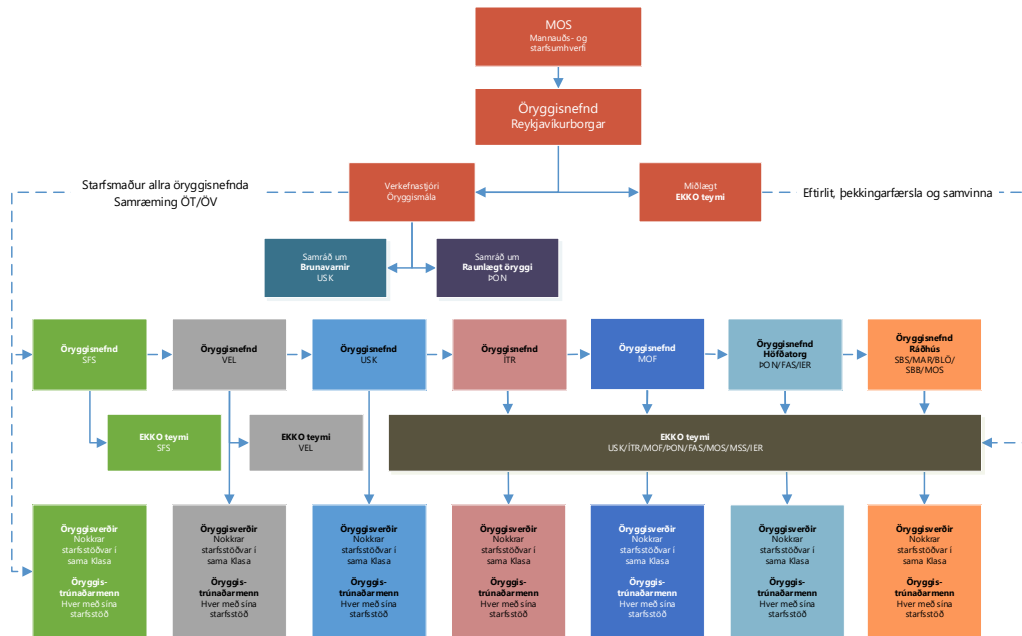 MOS
Mannauðs- og
starfsumhverfi
Öryggisnefnd
Reykjavíkurborgar
Starfsmaður allra öryggisnefnda
Samræming ÖT/ÖV
Verkefnastjóri
Öryggismála
Miðlægt
EKKO teymi
Eftirlit, þekkingarfærsla og samvinna
Samráð um
Brunavarnir
USK
Samráð um
Raunlægt öryggi
ÞON
Öryggisnefnd
SFS
Öryggisnefnd
VEL
Öryggisnefnd
USK
Öryggisnefnd
ÍTR
Öryggisnefnd
MOF
Öryggisnefnd
Höfðatorg
ÞON/FAS/IER
Öryggisnefnd
Ráðhús
SBS/MAR/BLÖ/
SBB/MOS
EKKO teymi
SFS
EKKO teymi
VEL
EKKO teymi
USK/ÍTR/MOF/ÞON/FAS/MOS/MSS/IER
Öryggisverðir
Nokkrar
starfsstöðvar í
sama Klasa
Öryggis-
trúnaðarmenn
Hver með sína
starfsstöð
Öryggisverðir
Nokkrar
starfsstöðvar í
sama Klasa
Öryggis-
trúnaðarmenn
Hver með sína
starfsstöð
Öryggisverðir
Nokkrar
starfsstöðvar í
sama Klasa
Öryggis-
trúnaðarmenn
Hver með sína
starfsstöð
Öryggisverðir
Nokkrar
starfsstöðvar í
sama Klasa
Öryggis-
trúnaðarmenn
Hver með sína
starfsstöð
Öryggisverðir
Nokkrar
starfsstöðvar í
sama Klasa
Öryggis-
trúnaðarmenn
Hver með sína
starfsstöð
Öryggisverðir
Nokkrar
starfsstöðvar í
sama Klasa
Öryggis-
trúnaðarmenn
Hver með sína
starfsstöð
Öryggisverðir
Nokkrar
starfsstöðvar í
sama Klasa
Öryggis-
trúnaðarmenn
Hver með sína
starfsstöð